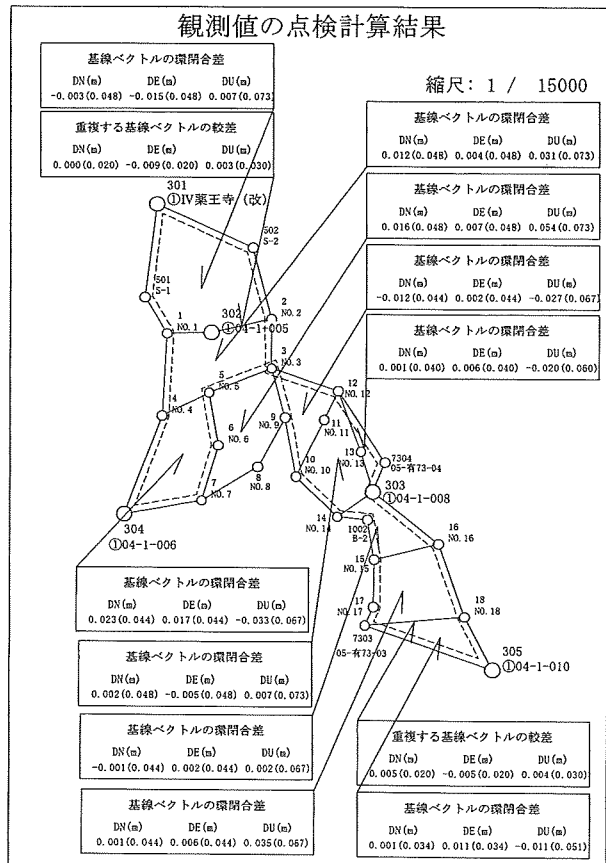 観測値の点検計算結果
縮尺: 1 / 15000
基線ベクトルの環閉合差
DN(m) DE(m) DU(m)
-0.003(0.048) -0.015(0.048) 0.007(0.073)
重複する基線ベクトルの較差
DN(m) DE(m) DU(m)
0.000(0.020) -0.009(0.020) 0.003(0.030)
基線ベクトルの環閉合差
DN(m) DE(m) DU(m)
0.012(0.048) 0.004(0.048) 0.031(0.073)
基線ベクトルの環閉合差
DN(m) DE(m) DU(m)
0.016(0.048) 0.007(0.048) 0.054(0.073)
基線ベクトルの環閉合差
DN(m) DE(m) DU(m)
-0.012(0.044) 0.002(0.044) -0.027(0.067)
基線ベクトルの環閉合差
DN(m) DE(m) DU(m)
0.001(0.040) 0.006(0.040) -0.020(0.060)
301
①IV薬王寺 (改)
502
S-2
501
S-1
302
①04-1-005
1
NO.1
2
NO.2
3
NO.3
4
NO.4
5
NO.5
6
NO.6
7
NO.7
8
NO.8
9
NO.9
10
NO.10
11
NO.11
12
NO.12
13
NO.13
7304
05-有73-04
303
①04-1-008
304
①04-1-006
14
NO.14
1002
B-2
15
NO.15
16
NO.16
17
NO.17
18
NO.18
7303
05-有73-03
305
①04-1-010
基線ベクトルの環閉合差
DN(m) DE(m) DU(m)
0.023(0.044) 0.017(0.044) -0.033(0.067)
基線ベクトルの環閉合差
DN(m) DE(m) DU(m)
0.002(0.048) -0.005(0.048) 0.007(0.073)
基線ベクトルの環閉合差
DN(m) DE(m) DU(m)
-0.001(0.044) 0.002(0.044) 0.002(0.067)
基線ベクトルの環閉合差
DN(m) DE(m) DU(m)
0.001(0.044) 0.006(0.044) 0.035(0.067)
重複する基線ベクトルの較差
DN(m) DE(m) DU(m)
0.005(0.020) -0.005(0.020) 0.004(0.030)
基線ベクトルの環閉合差
DN(m) DE(m) DU(m)
0.001(0.034) 0.011(0.034) -0.011(0.051)